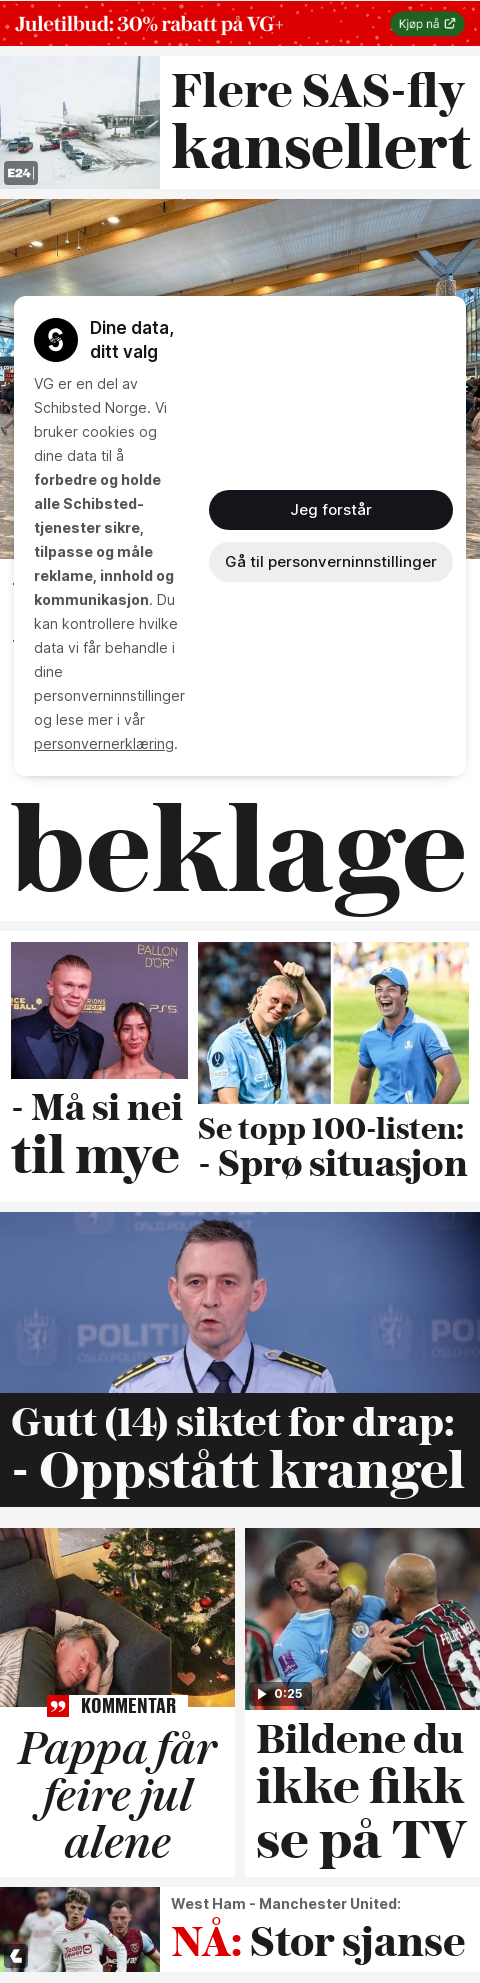 Juletilbud: 30% rabatt på VG+
Kjøp nå
E24
Flere SAS-fly
kansellert
Dine data,
ditt valg
VG er en del av
Schibsted Norge. Vi
bruker cookies og
dine data til å
forbedre og holde
alle Schibsted-
tjenester sikre,
tilpasse og måle
reklame, innhold og
kommunikasjon. Du
kan kontrollere hvilke
data vi får behandle i
dine
personverninnstillinger
og lese mer i vår
personvernerklæring.
Jeg forstår
Gå til personverninnstillinger
beklage
BALLON
D'OR
PS5
- Må si nei
til mye
Se topp 100-listen:
- Sprø situasjon
POLITIET
OSLO POLITIDISTRIKT
Gutt (14) siktet for drap:
- Oppstått krangel
KOMMENTAR
Pappa får
feire jul
alene
FELIPE MELO
0:25
Bildene du
ikke fikk
se på TV
TeamViewer
West Ham - Manchester United:
NÅ: Stor sjanse